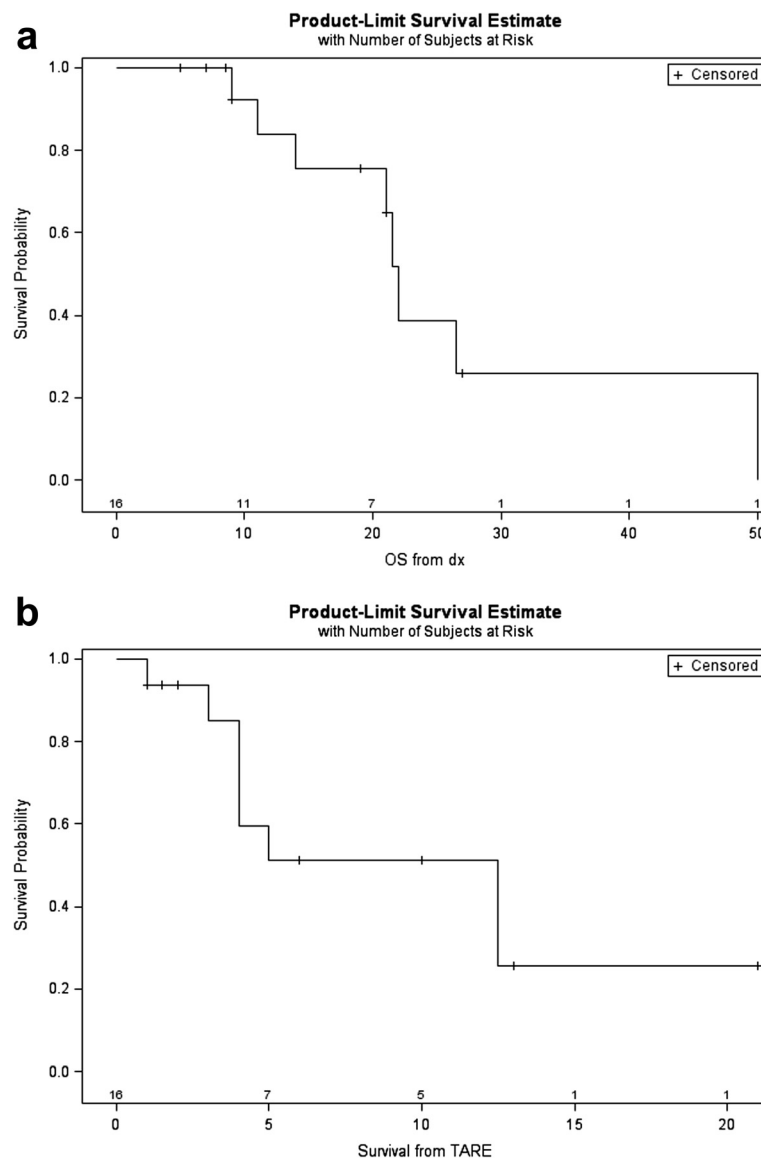 a
Product-Limit Survival Estimate
with Number of Subjects at Risk
+ Censored
1.0
0.8
0.6
0.4
0.2
0.0
Survival Probability
16 11 7 1 1 1
0 10 20 30 40 50
OS from dx
b
Product-Limit Survival Estimate
with Number of Subjects at Risk
+ Censored
1.0
0.8
0.6
0.4
0.2
0.0
Survival Probability
16 7 5 1 1
0 5 10 15 20
Survival from TARE